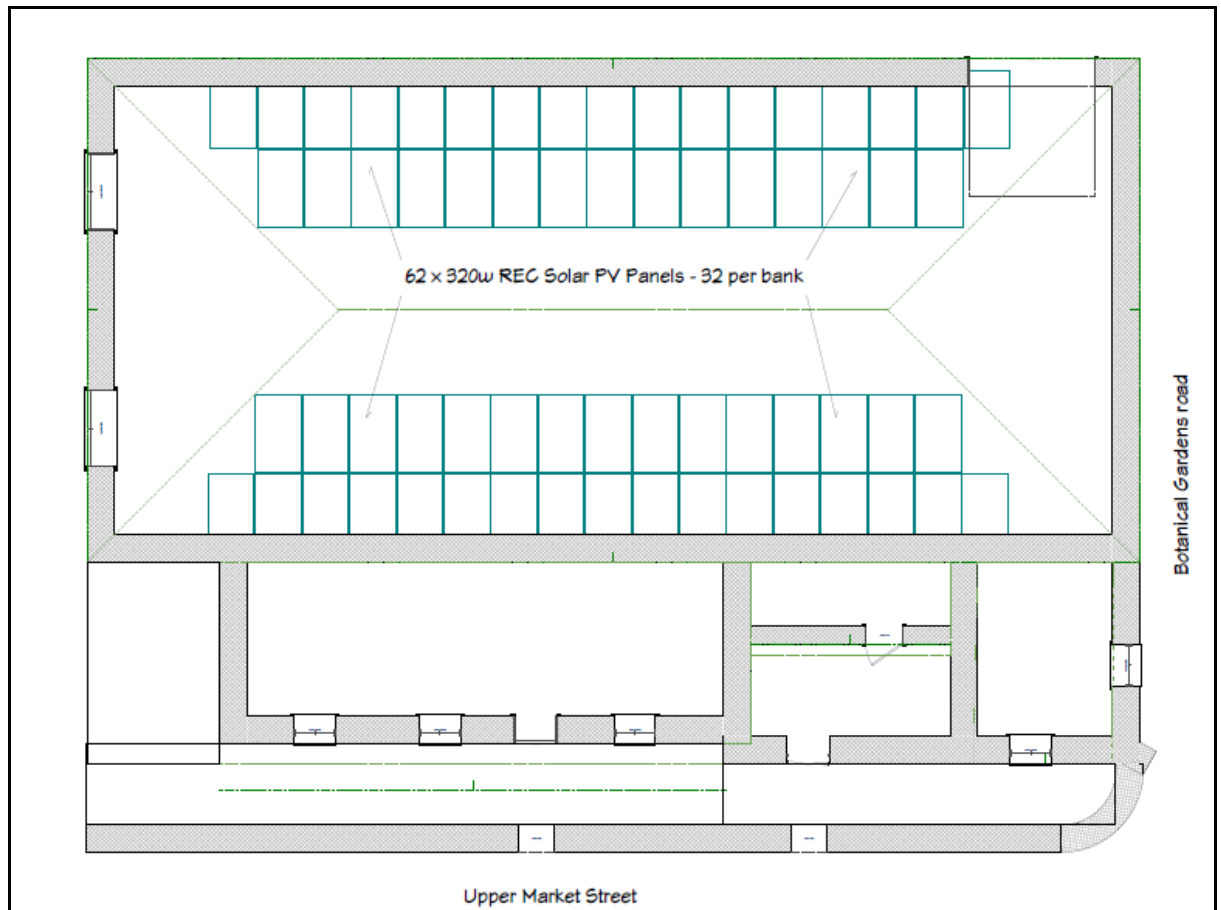 62 x 320w REC Solar PV Panels - 32 per bank
Botanical Gardens road
Upper Market Street